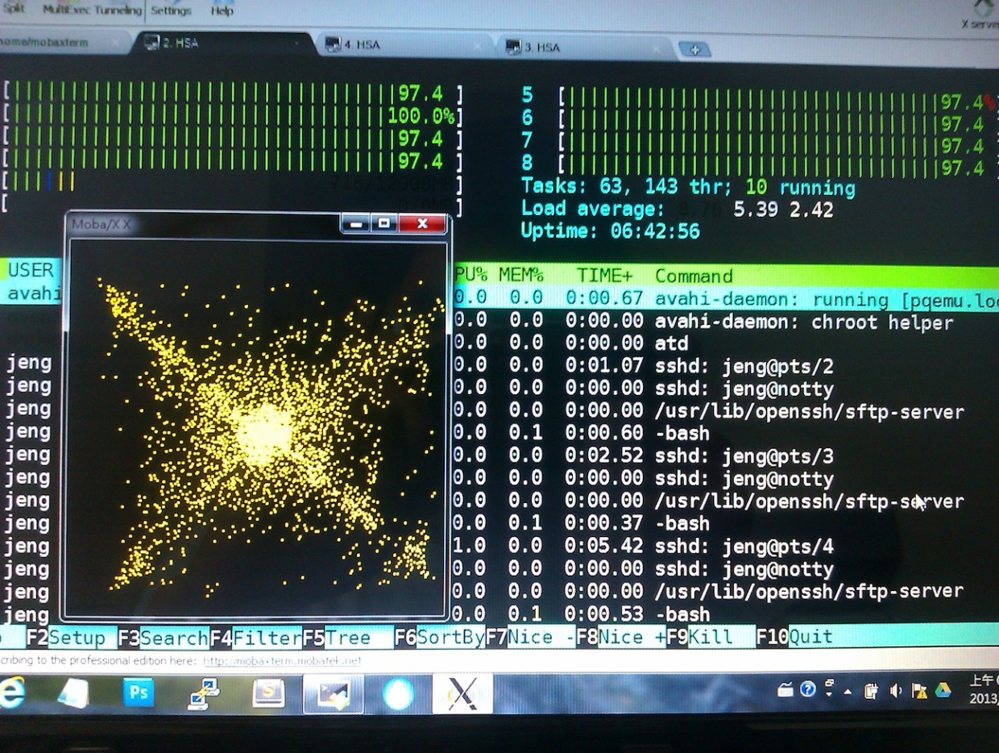 Split MultiExec Tunneling Settings Help
X server
home/mobaxterm 2. HSA 4. HSA 3. HSA
[97.4 ] 5 [97.4%]
[100.0%] 6 [97.4
[97.4 ] 7 [97.4
[97.4 ] 8 [97.4
[ 718/12008MB] Tasks: 63, 143 thr; 10 running
[ 0/0MB] Load average: 8.76 5.39 2.42
Uptime: 06:42:56
Moba/X X
USER PU% MEM% TIME+ Command
avahi 0.0 0.0 0:00.67 avahi-daemon: running [pqemu.loc
0.0 0.0 0:00.00 avahi-daemon: chroot helper
0.0 0.0 0:00.00 atd
jeng 0.0 0.0 0:01.07 sshd: jeng@pts/2
jeng 0.0 0.0 0:00.00 sshd: jeng@notty
jeng 0.0 0.0 0:00.00 /usr/lib/openssh/sftp-server
jeng 0.0 0.1 0:00.60 -bash
jeng 0.0 0.0 0:02.52 sshd: jeng@pts/3
jeng 0.0 0.0 0:00.00 sshd: jeng@notty
jeng 0.0 0.0 0:00.00 /usr/lib/openssh/sftp-server
jeng 0.0 0.1 0:00.37 -bash
jeng 1.0 0.0 0:05.42 sshd: jeng@pts/4
jeng 0.0 0.0 0:00.00 sshd: jeng@notty
jeng 0.0 0.0 0:00.00 /usr/lib/openssh/sftp-server
jeng 0.0 0.1 0:00.53 -bash
F2Setup F3SearchF4FilterF5Tree F6SortByF7Nice -F8Nice +F9Kill F10Quit
cribing to the professional edition here: http://mobaxterm.mobatek.net
Ps
S
X
上午
2013